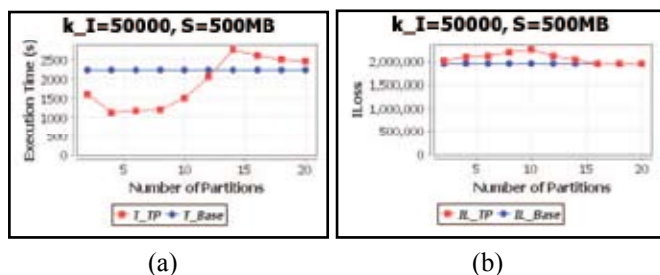 k_I=50000, S=500MB
Execution Time (s)
2500
2000
1500
1000
500
0
5
10
15
20
Number of Partitions
T_TP
T_Base
(a)
k_I=50000, S=500MB
ILoss
2,000,000
1,500,000
1,000,000
500,000
0
5
10
15
20
Number of Partitions
IL_TP
IL_Base
(b)